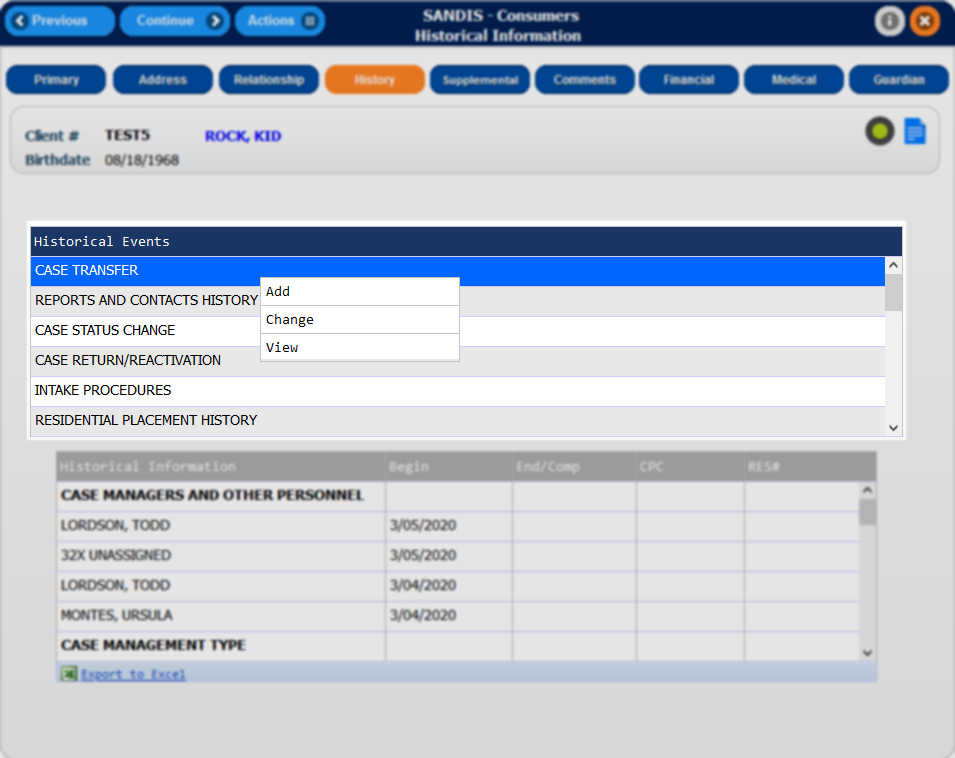 Previous
Continue
Actions
SANDIS - Consumers
Historical Information
Primary
Address
Relationship
History
Supplemental
Comments
Financial
Medical
Guardian
Client # TEST5 ROCK, KID
Birthdate 08/18/1968
Historical Events
CASE TRANSFER
REPORTS AND CONTACTS HISTORY
CASE STATUS CHANGE
CASE RETURN/REACTIVATION
INTAKE PROCEDURES
RESIDENTIAL PLACEMENT HISTORY
Add
Change
View
Historical Information Begin End/Comp CPC RES#
CASE MANAGERS AND OTHER PERSONNEL
LORDSON, TODD 3/05/2020
32X UNASSIGNED 3/05/2020
LORDSON, TODD 3/04/2020
MONTES, URSULA 3/04/2020
CASE MANAGEMENT TYPE
Export to Excel